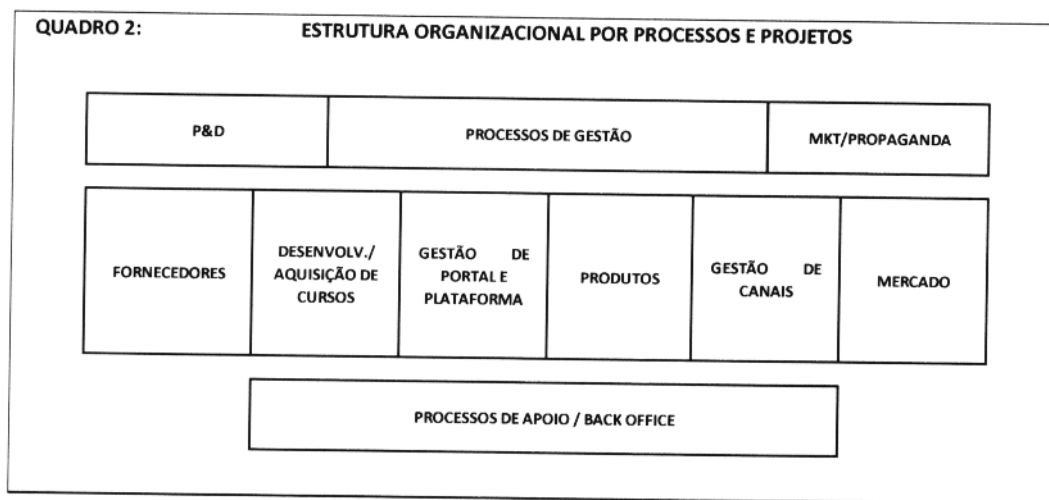 QUADRO 2: ESTRUTURA ORGANIZACIONAL POR PROCESSOS E PROJETOS
P&D
PROCESSOS DE GESTÃO
MKT/PROPAGANDA
FORNECEDORES
DESENVOLV./
AQUISIÇÃO DE
CURSOS
GESTÃO DE
PORTAL E
PLATAFORMA
PRODUTOS
GESTÃO DE
CANAIS
MERCADO
PROCESSOS DE APOIO / BACK OFFICE